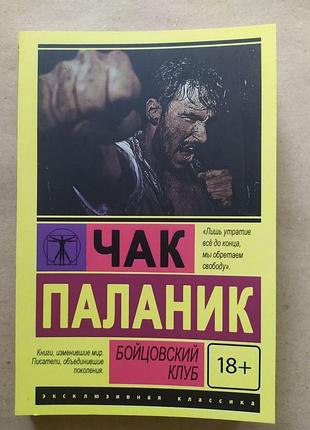 ЧАК
«Лишь утратив
всё до конца,
мы обретаем
свободу».
ПАЛАНИК
Книги, изменившие мир.
Писатели, объединившие
поколения.
БОЙЦОВСКИЙ
КЛУБ
18+
эксклюзивная классика